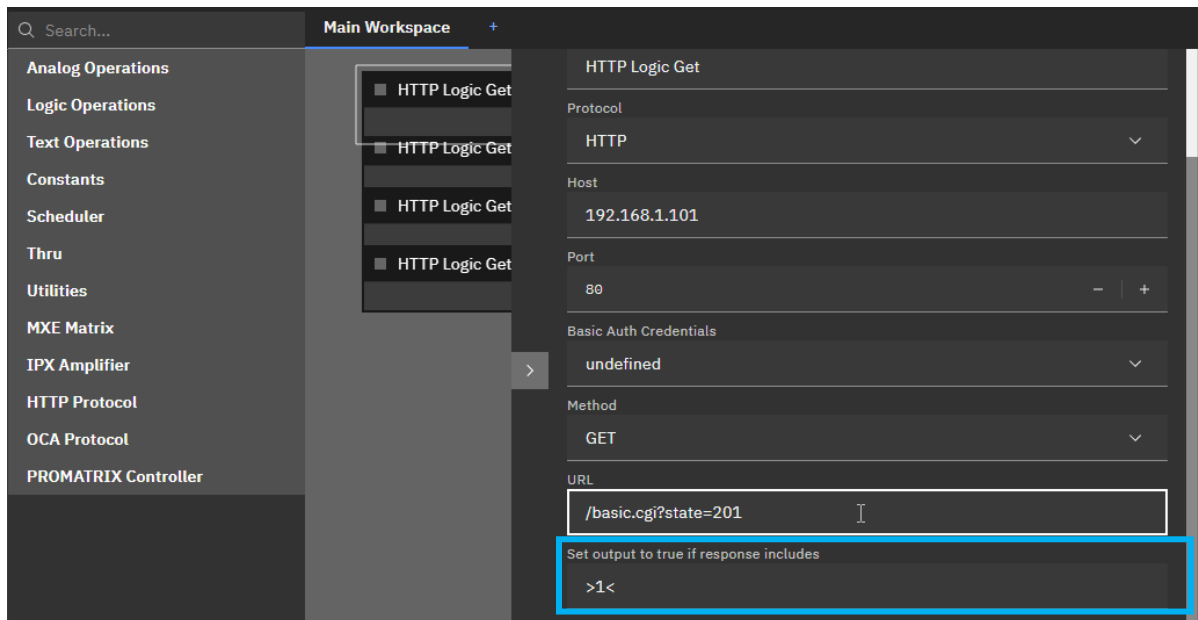 Search...
Main Workspace +
Analog Operations
Logic Operations
Text Operations
Constants
Scheduler
Thru
Utilities
MXE Matrix
IPX Amplifier
HTTP Protocol
OCA Protocol
PROMATRIX Controller
HTTP Logic Get
HTTP Logic Get
HTTP Logic Get
HTTP Logic Get
HTTP Logic Get
Protocol
HTTP
Host
192.168.1.101
Port
80 − +
Basic Auth Credentials
undefined
Method
GET
URL
/basic.cgi?state=201
Set output to true if response includes
>1<